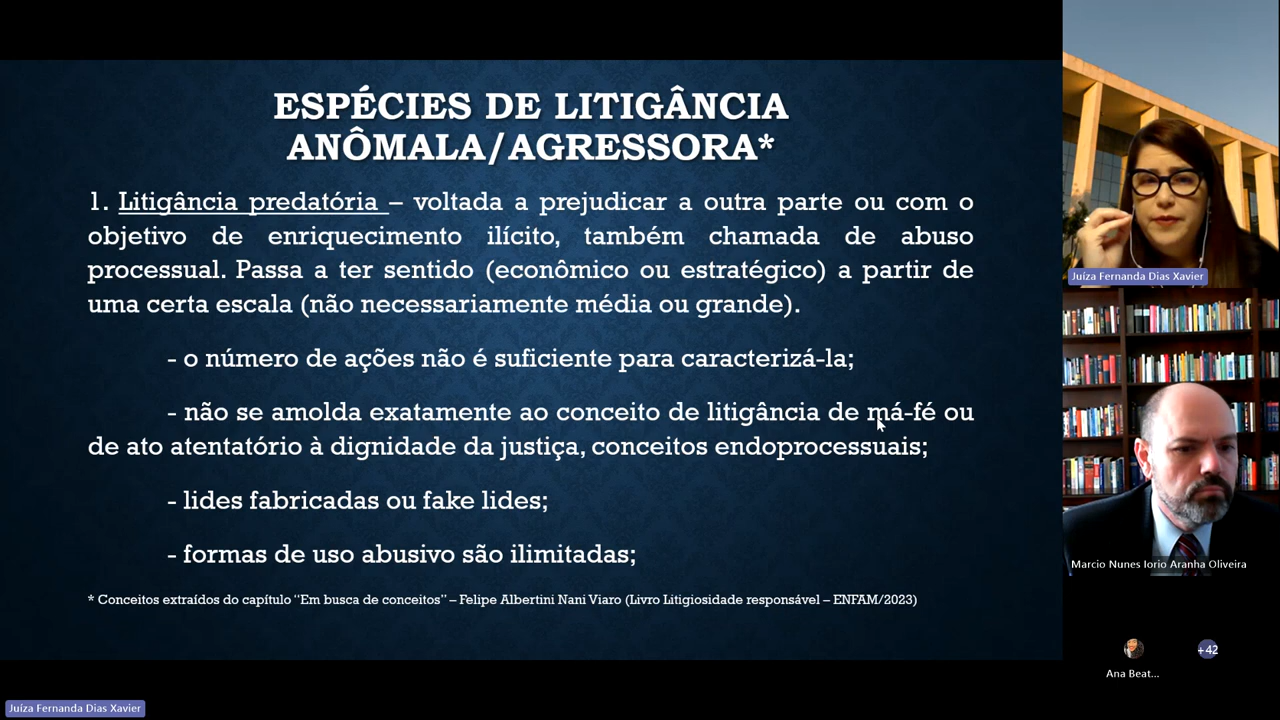 ESPÉCIES DE LITIGÂNCIA
ANÔMALA/AGRESSORA*
1. Litigância predatória – voltada a prejudicar a outra parte ou com o
objetivo de enriquecimento ilícito, também chamada de abuso
processual. Passa a ter sentido (econômico ou estratégico) a partir de
uma certa escala (não necessariamente média ou grande).
- o número de ações não é suficiente para caracterizá-la;
- não se amolda exatamente ao conceito de litigância de má-fé ou
de ato atentatório à dignidade da justiça, conceitos endoprocessuais;
- lides fabricadas ou fake lides;
- formas de uso abusivo são ilimitadas;
* Conceitos extraídos do capítulo "Em busca de conceitos" – Felipe Albertini Nani Viaro (Livro Litigiosidade responsável – ENFAM/2023)
Juíza Fernanda Dias Xavier
Marcio Nunes Iorio Aranha Oliveira
Ana Beat...
+42
Juíza Fernanda Dias Xavier